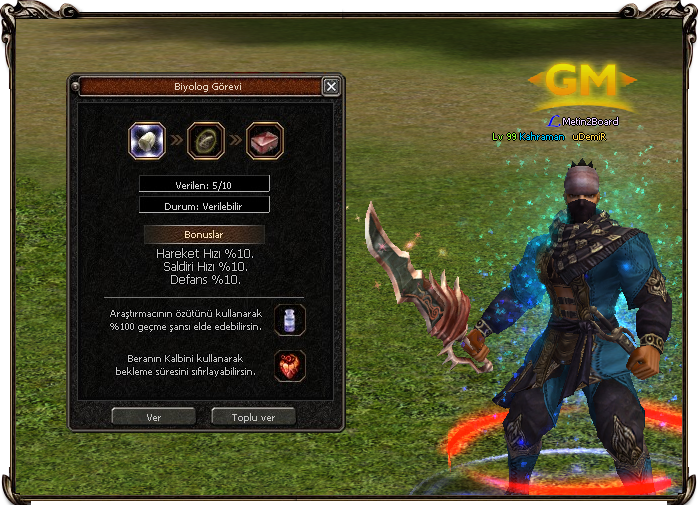 GM
Metin2Board
Lv 99 Kahraman uDemiR
Biyolog Görevi
Verilen: 5/10
Durum: Verilebilir
Bonuslar
Hareket Hızı %10.
Saldiri Hızı %10.
Defans %10.
Araştırmacının özütünü kullanarak
%100 geçme şansı elde edebilirsin.
Beranın Kalbini kullanarak
bekleme süresini sıfırlayabilirsin.
Ver
Toplu ver